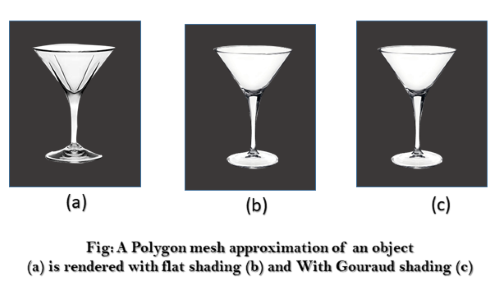 (a)
(b)
(c)
Fig: A Polygon mesh approximation of an object
(a) is rendered with flat shading (b) and With Gouraud shading (c)